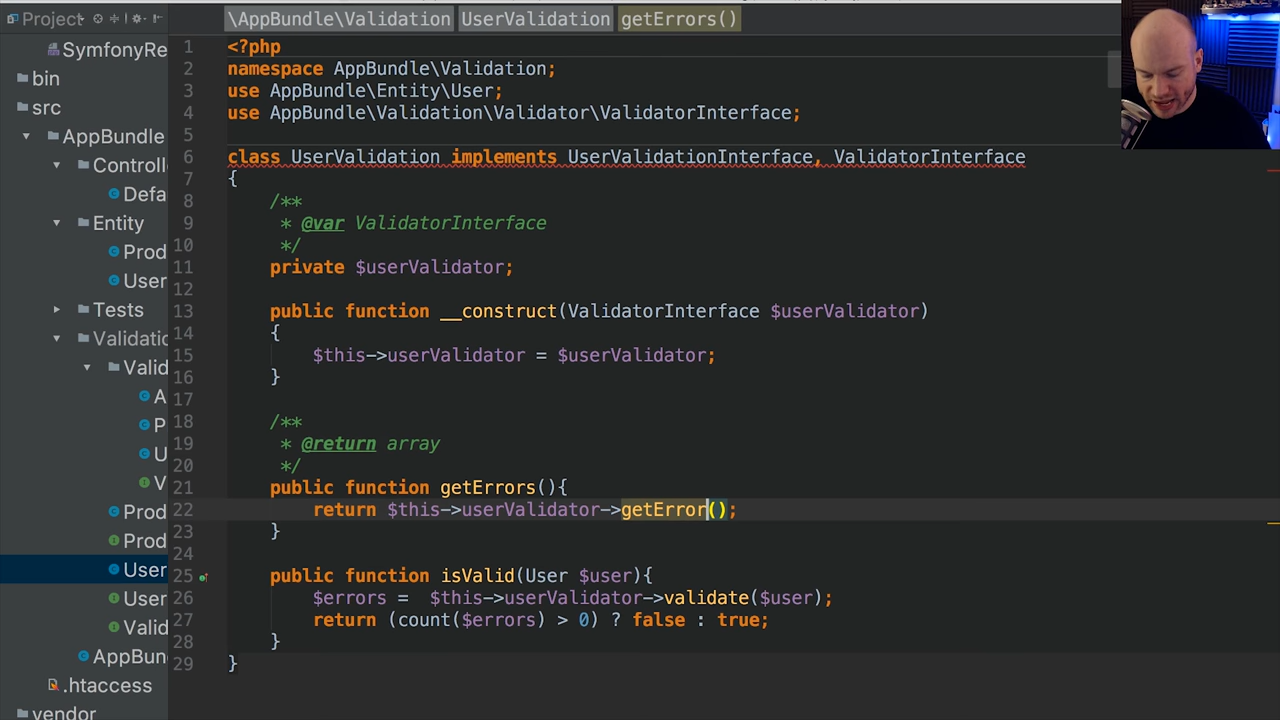 Project
\AppBundle\Validation UserValidation getErrors()
SymfonyRe
bin
src
AppBundle
Controll
Defa
Entity
Prod
User
Tests
Validatio
Valid
A
P
U
V
Prod
Prod
User
User
Valid
AppBun
.htaccess
vendor
1 <?php
2 namespace AppBundle\Validation;
3 use AppBundle\Entity\User;
4 use AppBundle\Validation\Validator\ValidatorInterface;
5
6 class UserValidation implements UserValidationInterface, ValidatorInterface
7 {
8 /**
9 * @var ValidatorInterface
10 */
11 private $userValidator;
12
13 public function __construct(ValidatorInterface $userValidator)
14 {
15 $this->userValidator = $userValidator;
16 }
17
18 /**
19 * @return array
20 */
21 public function getErrors(){
22 return $this->userValidator->getError();
23 }
24
25 public function isValid(User $user){
26 $errors = $this->userValidator->validate($user);
27 return (count($errors) > 0) ? false : true;
28 }
29 }